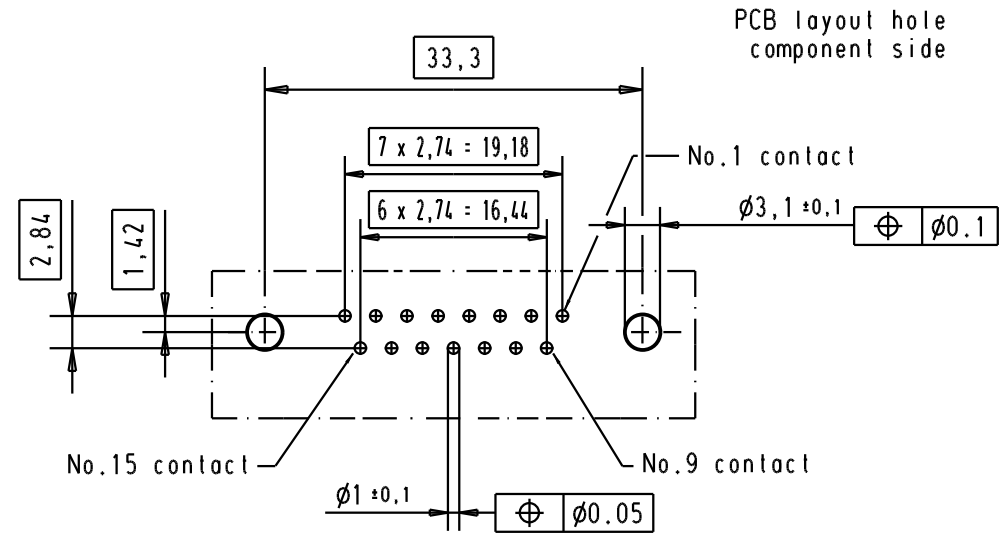 PCB layout hole
component side
33,3
7 x 2,74 = 19,18
No.1 contact
6 x 2,74 = 16,44
ø3,1 ±0,1
ø0.1
2,84
1,42
No.15 contact
No.9 contact
ø1 ±0,1
ø0.05